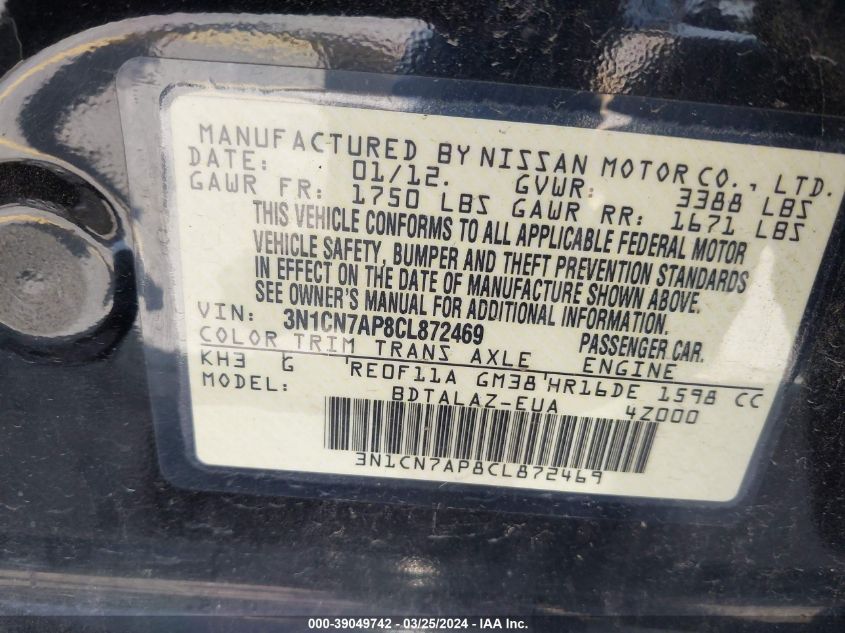 MANUFACTURED BY NISSAN MOTOR CO., LTD.
DATE: 01/12. GVWR: 3388 LBS
GAWR FR: 1750 LBS GAWR RR: 1671 LBS
THIS VEHICLE CONFORMS TO ALL APPLICABLE FEDERAL MOTOR
VEHICLE SAFETY, BUMPER AND THEFT PREVENTION STANDARDS
IN EFFECT ON THE DATE OF MANUFACTURE SHOWN ABOVE.
SEE OWNER'S MANUAL FOR ADDITIONAL INFORMATION.
VIN: 3N1CN7AP8CL872469 PASSENGER CAR.
COLOR TRIM TRANS AXLE ENGINE
KH3 G RE0F11A GM38 HR16DE 1598 CC
MODEL: BDTALAZ-EUA 4Z000
3N1CN7AP8CL872469
000-39049742 - 03/25/2024 - IAA Inc.